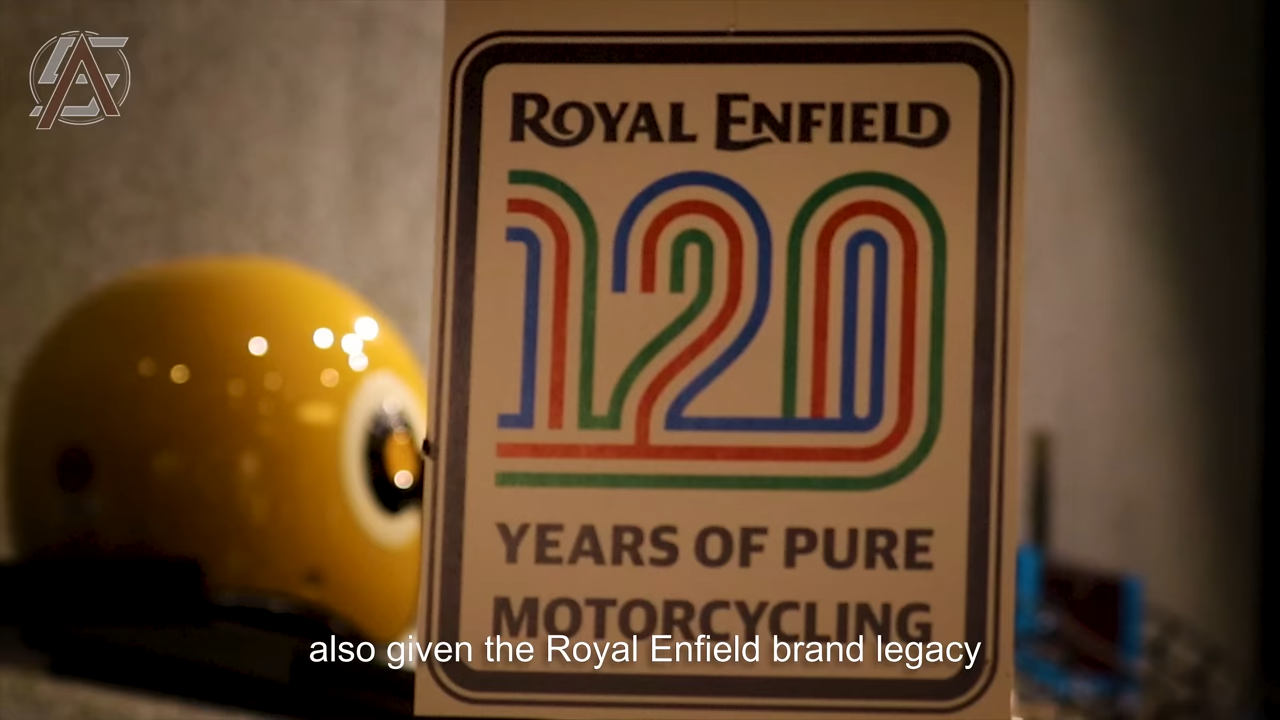 ROYAL ENFIELD
120
YEARS OF PURE
MOTORCYCLING
also given the Royal Enfield brand legacy